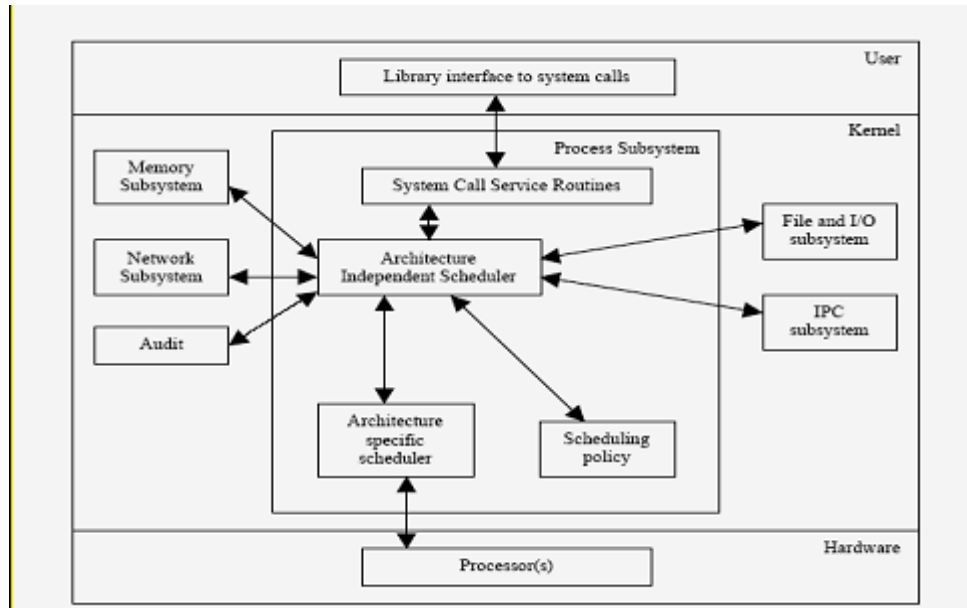 User
Library interface to system calls
Kernel
Process Subsystem
Memory
Subsystem
System Call Service Routines
File and I/O
subsystem
Network
Subsystem
Architecture
Independent Scheduler
IPC
subsystem
Audit
Architecture
specific
scheduler
Scheduling
policy
Hardware
Processor(s)